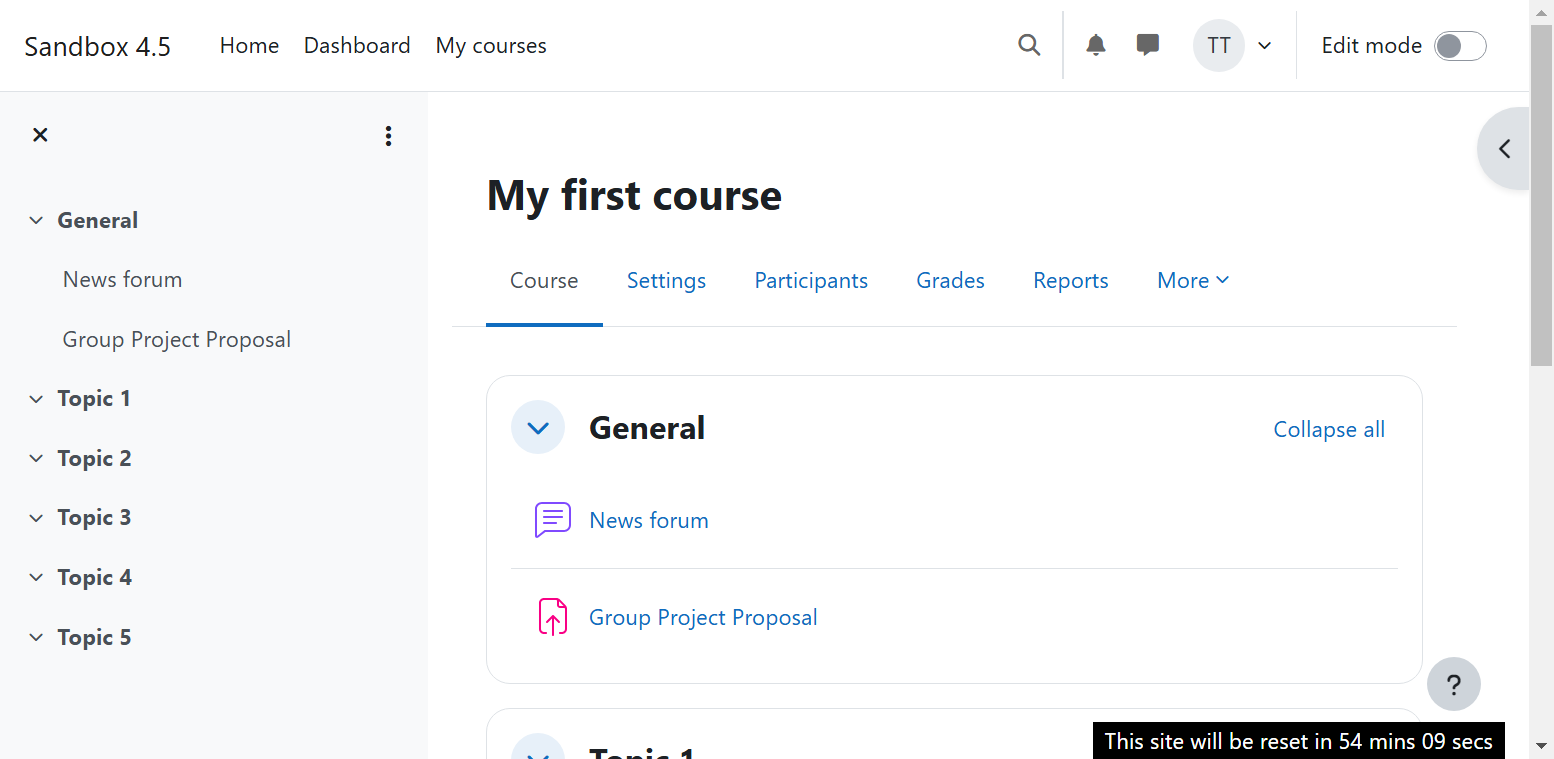 Sandbox 4.5 Home Dashboard My courses TT Edit mode
General
News forum
Group Project Proposal
Topic 1
Topic 2
Topic 3
Topic 4
Topic 5
My first course
Course Settings Participants Grades Reports More
General Collapse all
News forum
Group Project Proposal
?
Topic 1
This site will be reset in 54 mins 09 secs